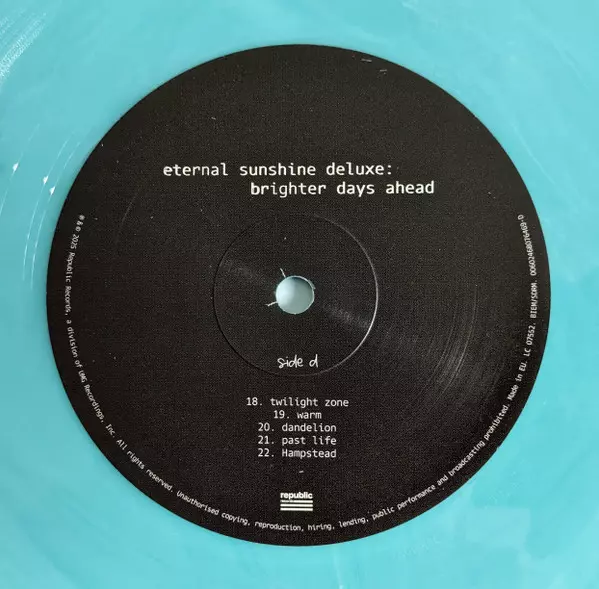 eternal sunshine deluxe:
brighter days ahead
side d
18. twilight zone
19. warm
20. dandelion
21. past life
22. Hampstead
republic
℗ & © 2025 Republic Records, a division of UMG Recordings, Inc. All rights reserved. Unauthorised copying, reproduction, hiring, lending, public performance and broadcasting prohibited. Made in EU. LC 07552. BIEM/SDRM. 00602468076469-D